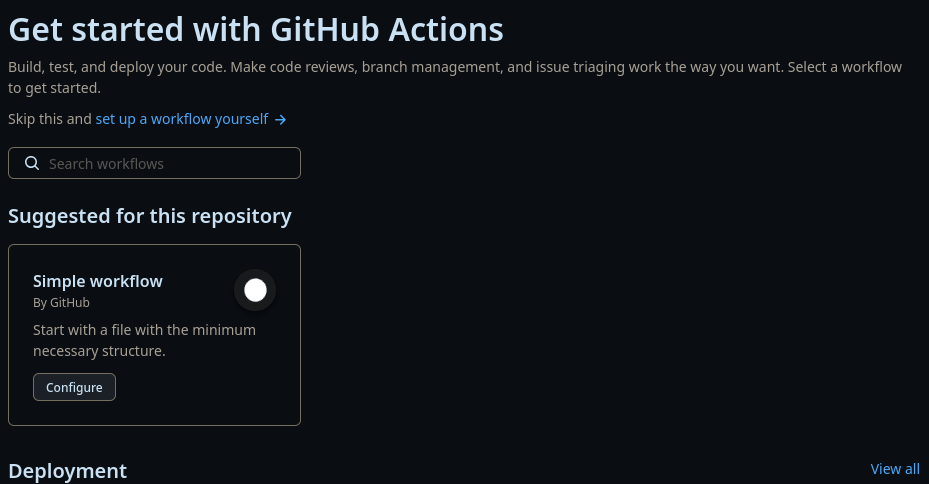 Get started with GitHub Actions
Build, test, and deploy your code. Make code reviews, branch management, and issue triaging work the way you want. Select a workflow
to get started.
Skip this and set up a workflow yourself →
Search workflows
Suggested for this repository
Simple workflow
By GitHub
Start with a file with the minimum
necessary structure.
Configure
Deployment
View all